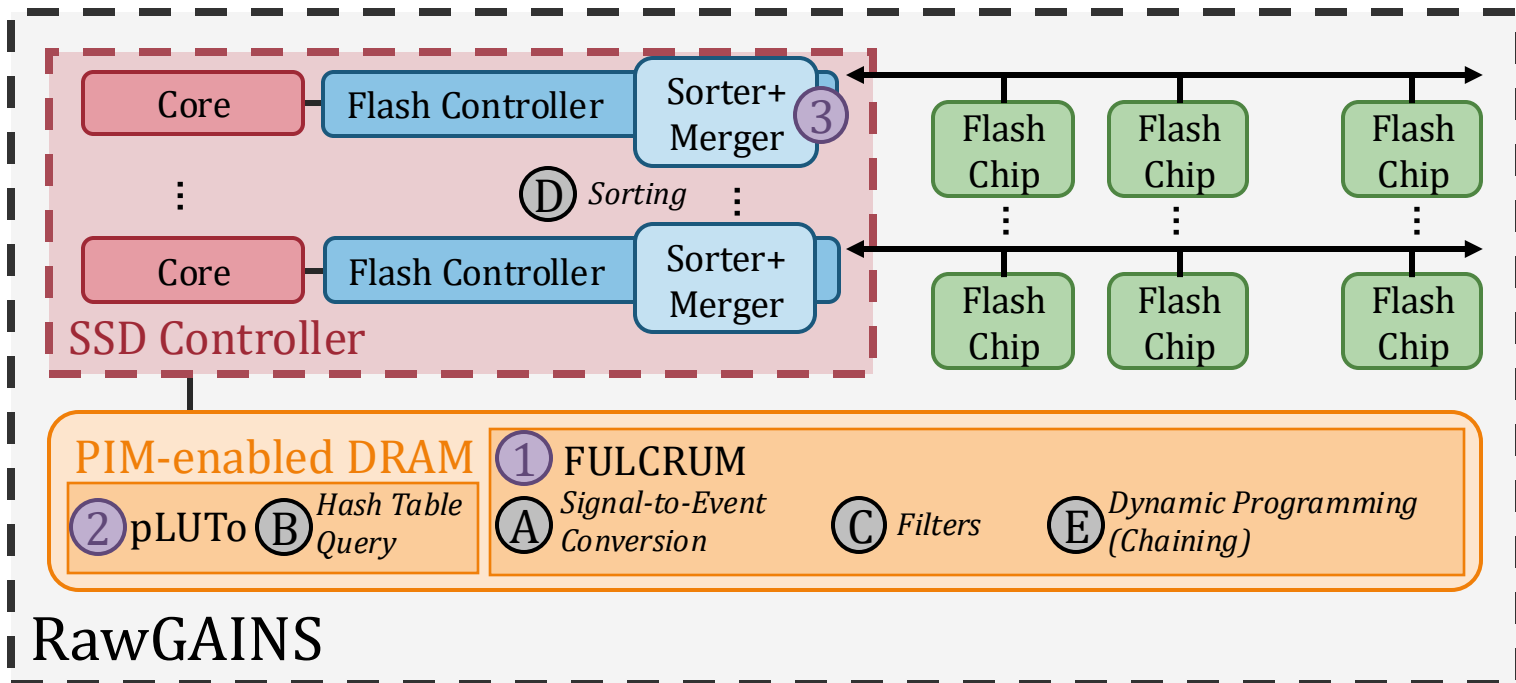 Core
Flash Controller
Sorter+
Merger
3
Flash
Chip
Flash
Chip
Flash
Chip
...
D
Sorting
...
...
...
...
Core
Flash Controller
Sorter+
Merger
Flash
Chip
Flash
Chip
Flash
Chip
SSD Controller
PIM-enabled DRAM
2
pLUTo
B
Hash Table
Query
1
FULCRUM
A
Signal-to-Event
Conversion
C
Filters
E
Dynamic Programming
(Chaining)
RawGAINS